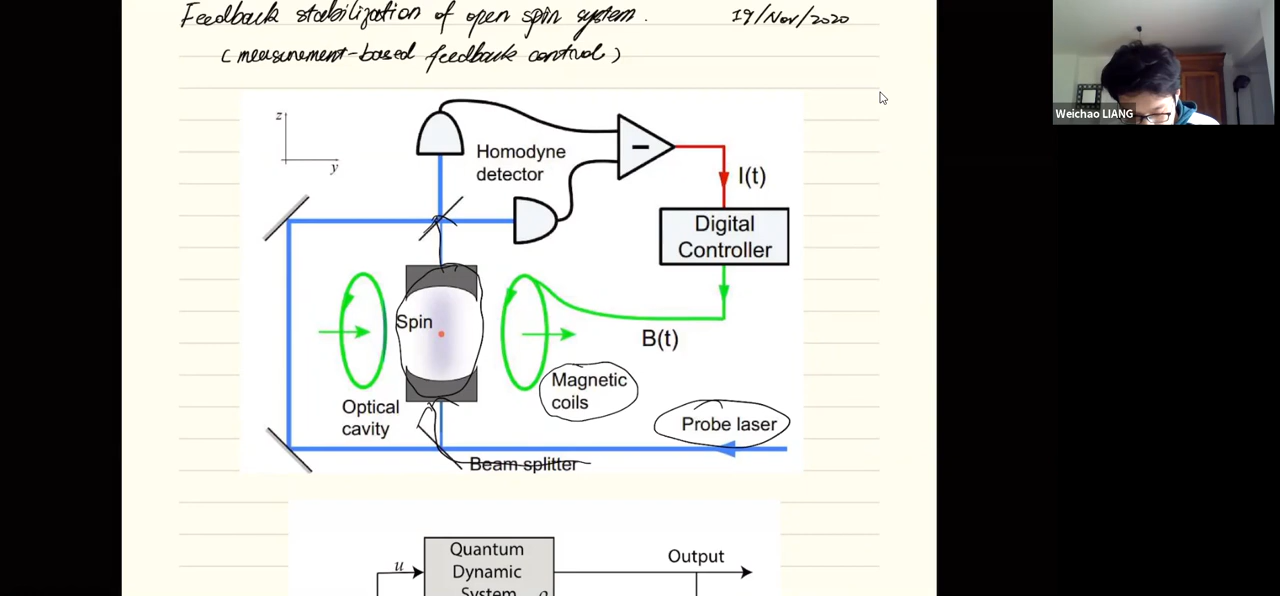 Feedback stabilization of open spin system. 19/Nov/2020
(measurement-based feedback control)
Weichao LIANG
z
y
Homodyne
detector
−
I(t)
Digital
Controller
Spin
B(t)
Magnetic
coils
Optical
cavity
Probe laser
Beam splitter
Quantum
Dynamic
System
u
Output